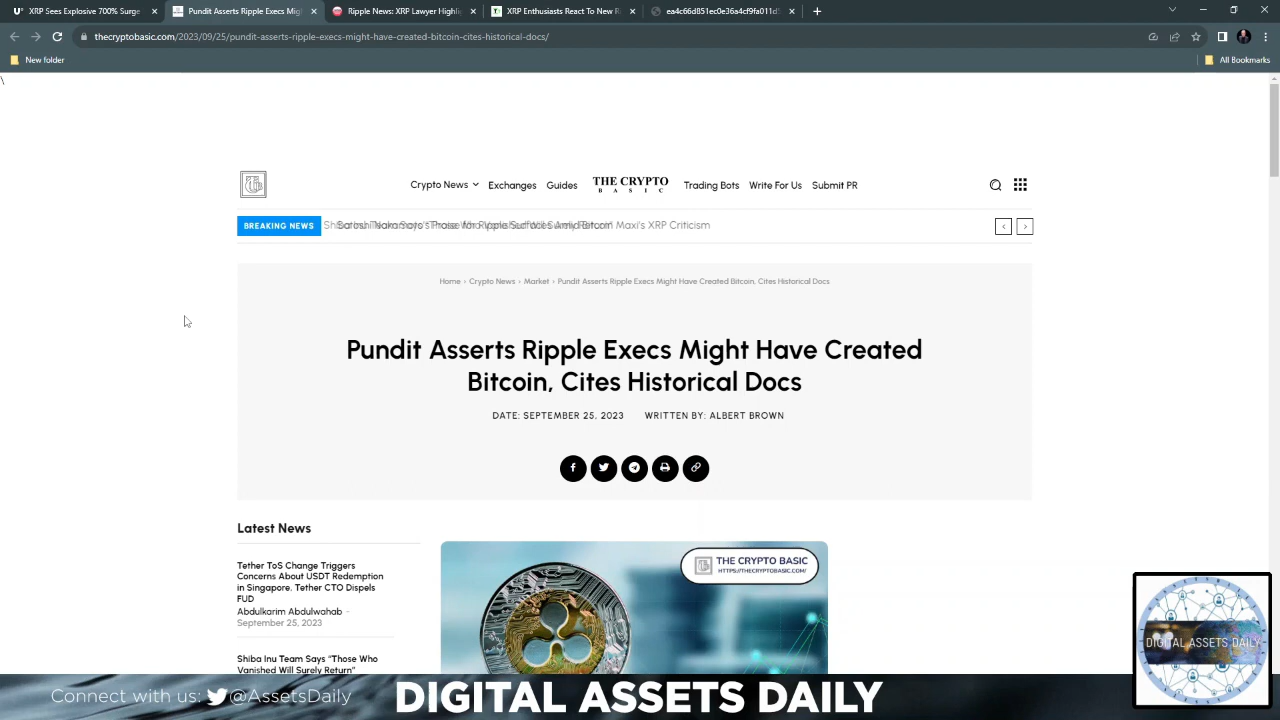 XRP Sees Explosive 700% Surge
Pundit Asserts Ripple Execs Mig
Ripple News: XRP Lawyer Highlig
XRP Enthusiasts React To New R
ea4c66d851ec0e36a4cf9fa011d5
thecryptobasic.com/2023/09/25/pundit-asserts-ripple-execs-might-have-created-bitcoin-cites-historical-docs/
New folder
All Bookmarks
\
Crypto News
Exchanges
Guides
THE CRYPTO
BASIC
Trading Bots
Write For Us
Submit PR
BREAKING NEWS
Maxi's XRP Criticism
Home › Crypto News › Market › Pundit Asserts Ripple Execs Might Have Created Bitcoin, Cites Historical Docs
Pundit Asserts Ripple Execs Might Have Created
Bitcoin, Cites Historical Docs
DATE: SEPTEMBER 25, 2023 WRITTEN BY: ALBERT BROWN
Latest News
THE CRYPTO BASIC
HTTPS://THECRYPTOBASIC.COM/
Tether ToS Change Triggers
Concerns About USDT Redemption
in Singapore, Tether CTO Dispels
FUD
Abdulkarim Abdulwahab -
September 25, 2023
Shiba Inu Team Says "Those Who
Vanished Will Surely Return"
DIGITAL ASSETS DAILY
Connect with us: @AssetsDaily
DIGITAL ASSETS DAILY